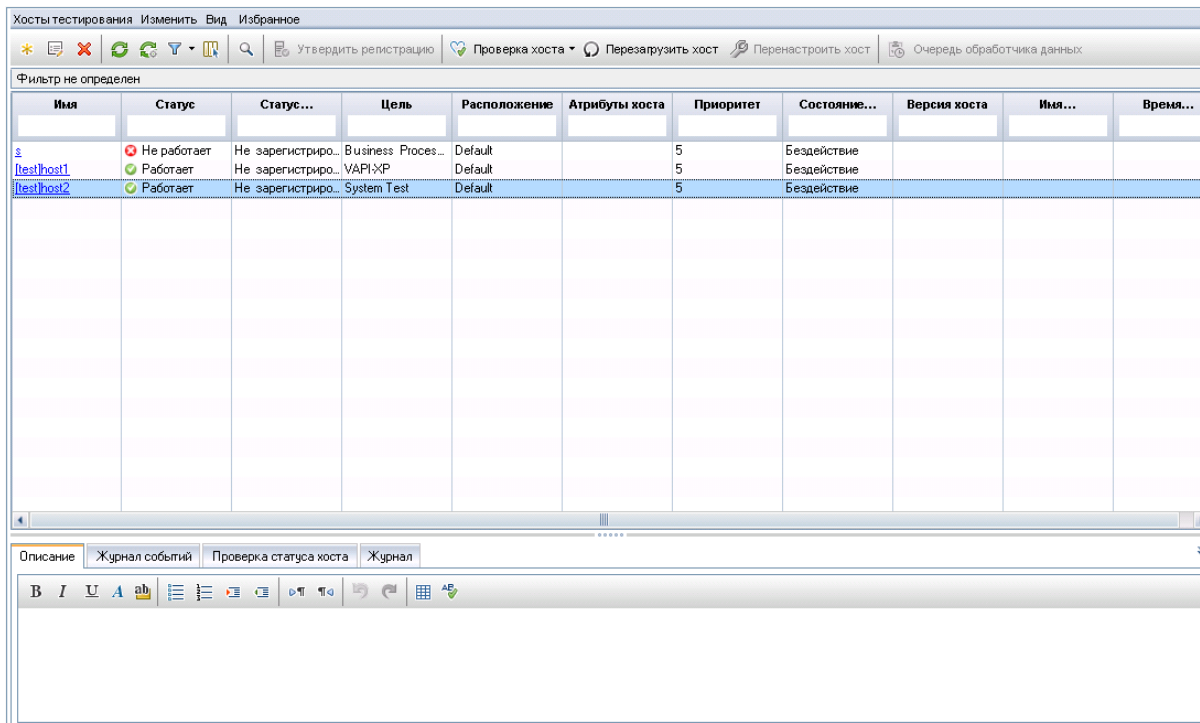 Хосты тестирования Изменить Вид Избранное
Утвердить регистрацию Проверка хоста Перезагрузить хост Перенастроить хост Очередь обработчика данных
Фильтр не определен
Имя Статус Статус... Цель Расположение Атрибуты хоста Приоритет Состояние... Версия хоста Имя... Время...
s Не работает Не зарегистриро... Business Proces... Default 5 Бездействие
[test]host1 Работает Не зарегистриро... VAPI-XP Default 5 Бездействие
[test]host2 Работает Не зарегистриро... System Test Default 5 Бездействие
Описание Журнал событий Проверка статуса хоста Журнал
B I U A ab